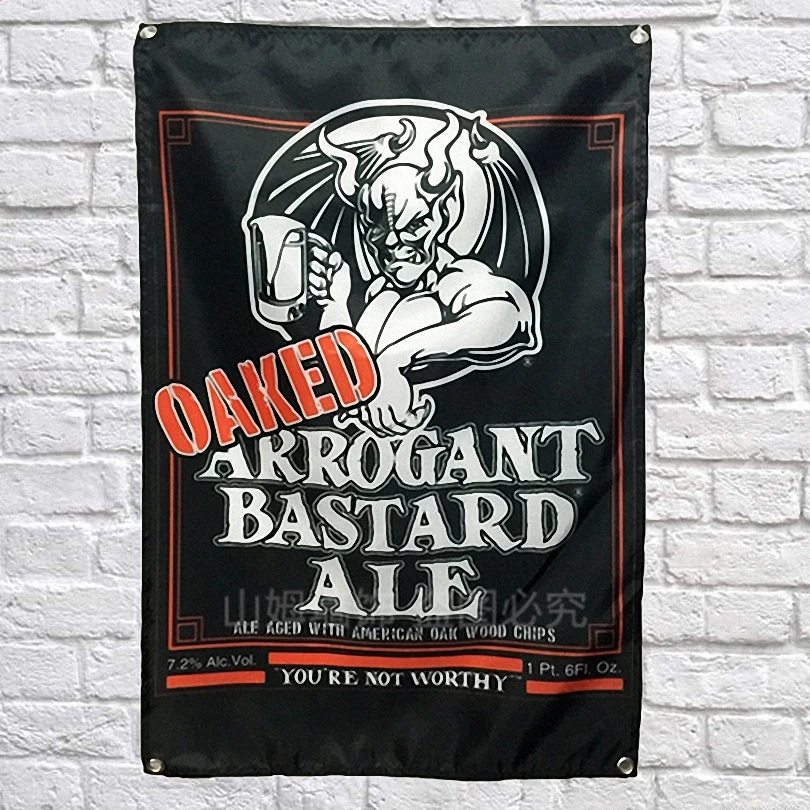 OAKED
ARROGANT
BASTARD
ALE
ALE AGED WITH AMERICAN OAK WOOD CHIPS
7.2% Alc.Vol.
1 Pt. 6Fl. Oz.
"YOU'RE NOT WORTHY"™